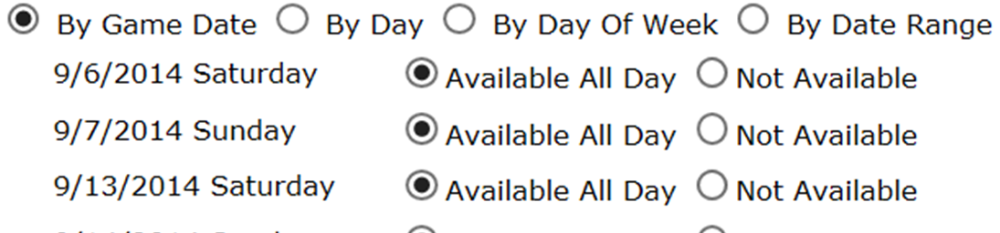 By Game Date By Day By Day Of Week By Date Range
9/6/2014 Saturday Available All Day Not Available
9/7/2014 Sunday Available All Day Not Available
9/13/2014 Saturday Available All Day Not Available